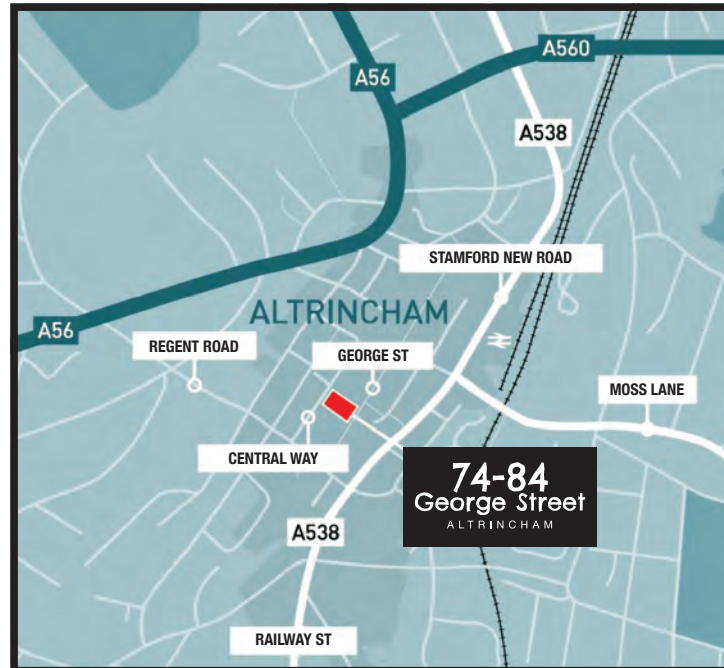 A56
A560
A538
STAMFORD NEW ROAD
ALTRINCHAM
A56
REGENT ROAD
GEORGE ST
MOSS LANE
CENTRAL WAY
74-84
George Street
ALTRINCHAM
A538
RAILWAY ST